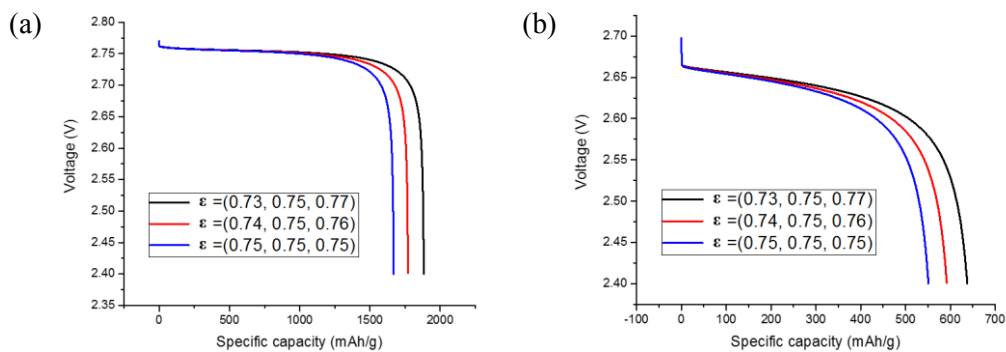 (a)
2.80
2.75
2.70
2.65
2.60
2.55
2.50
2.45
2.40
2.35
Voltage (V)
ε =(0.73, 0.75, 0.77)
ε =(0.74, 0.75, 0.76)
ε =(0.75, 0.75, 0.75)
0 500 1000 1500 2000
Specific capacity (mAh/g)
(b)
2.70
2.65
2.60
2.55
2.50
2.45
2.40
Voltage (V)
ε =(0.73, 0.75, 0.77)
ε =(0.74, 0.75, 0.76)
ε =(0.75, 0.75, 0.75)
-100 0 100 200 300 400 500 600 700
Specific capacity (mAh/g)